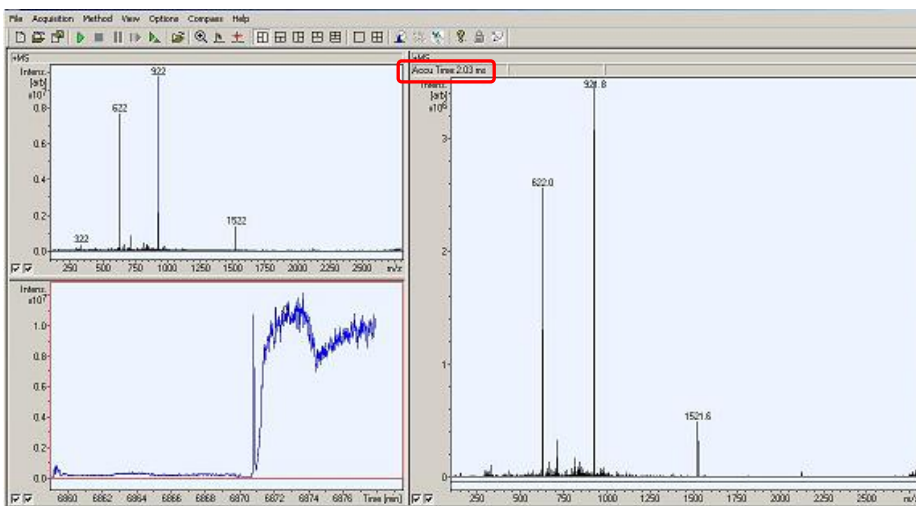 File Acquisition Method View Options Compass Help
+MS
Intens.
[arb]
x10^7
0.8
0.6
0.4
0.2
0.0
322
622
922
1522
250 500 750 1000 1250 1500 1750 2000 2250 2500 m/z
Intens.
x10^7
1.0
0.8
0.6
0.4
0.2
0.0
6860 6862 6864 6866 6868 6870 6872 6874 6876 Time [min]
+MS
Accu Time 2.03 ms
Intens.
[arb]
x10^6
3
2
1
0
622.0
921.8
1521.6
250 500 750 1000 1250 1500 1750 2000 2250 2500 m/z